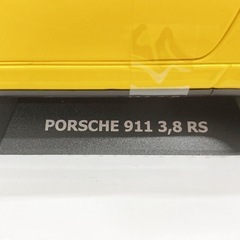 PORSCHE 911 3,8 RS